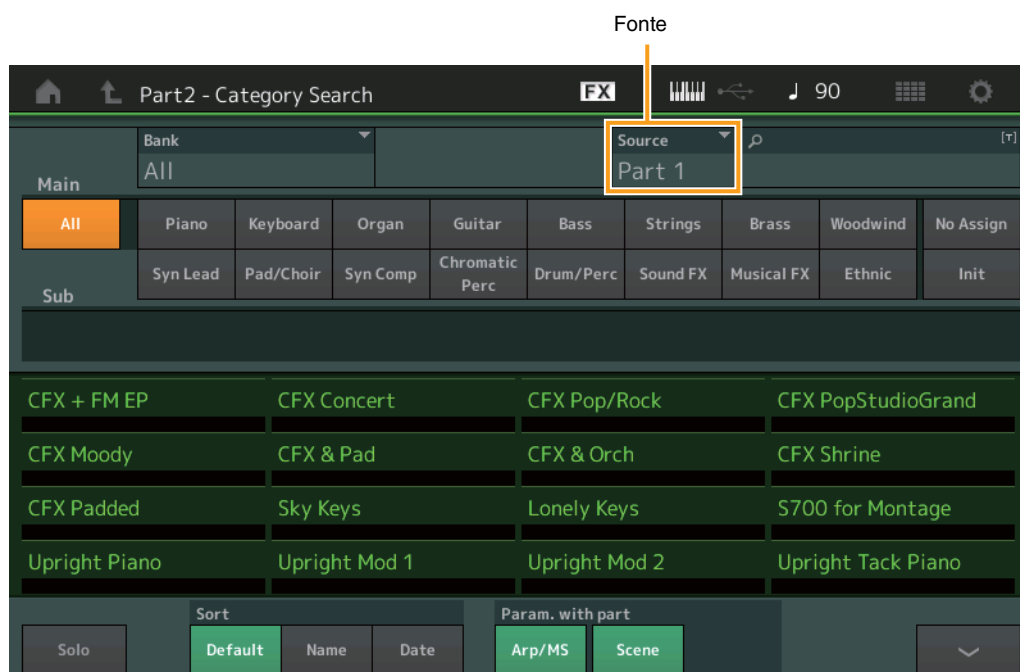 Fonte
Part2 - Category Search
FX
90
Bank
All
Source
Part 1
[T]
Main
All
Piano
Keyboard
Organ
Guitar
Bass
Strings
Brass
Woodwind
No Assign
Syn Lead
Pad/Choir
Syn Comp
Chromatic
Perc
Drum/Perc
Sound FX
Musical FX
Ethnic
Init
Sub
CFX + FM EP
CFX Concert
CFX Pop/Rock
CFX PopStudioGrand
CFX Moody
CFX & Pad
CFX & Orch
CFX Shrine
CFX Padded
Sky Keys
Lonely Keys
S700 for Montage
Upright Piano
Upright Mod 1
Upright Mod 2
Upright Tack Piano
Solo
Sort
Default
Name
Date
Param. with part
Arp/MS
Scene